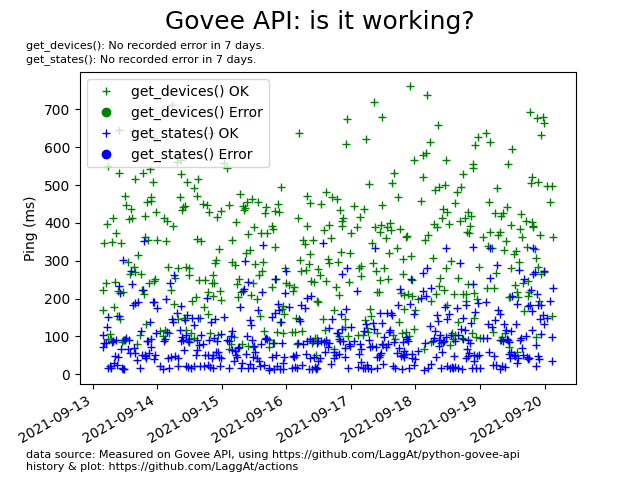 Govee API: is it working?
get_devices(): No recorded error in 7 days.
get_states(): No recorded error in 7 days.
get_devices() OK
get_devices() Error
get_states() OK
get_states() Error
Ping (ms)
700
600
500
400
300
200
100
0
2021-09-13
2021-09-14
2021-09-15
2021-09-16
2021-09-17
2021-09-18
2021-09-19
2021-09-20
data source: Measured on Govee API, using https://github.com/LaggAt/python-govee-api
history & plot: https://github.com/LaggAt/actions